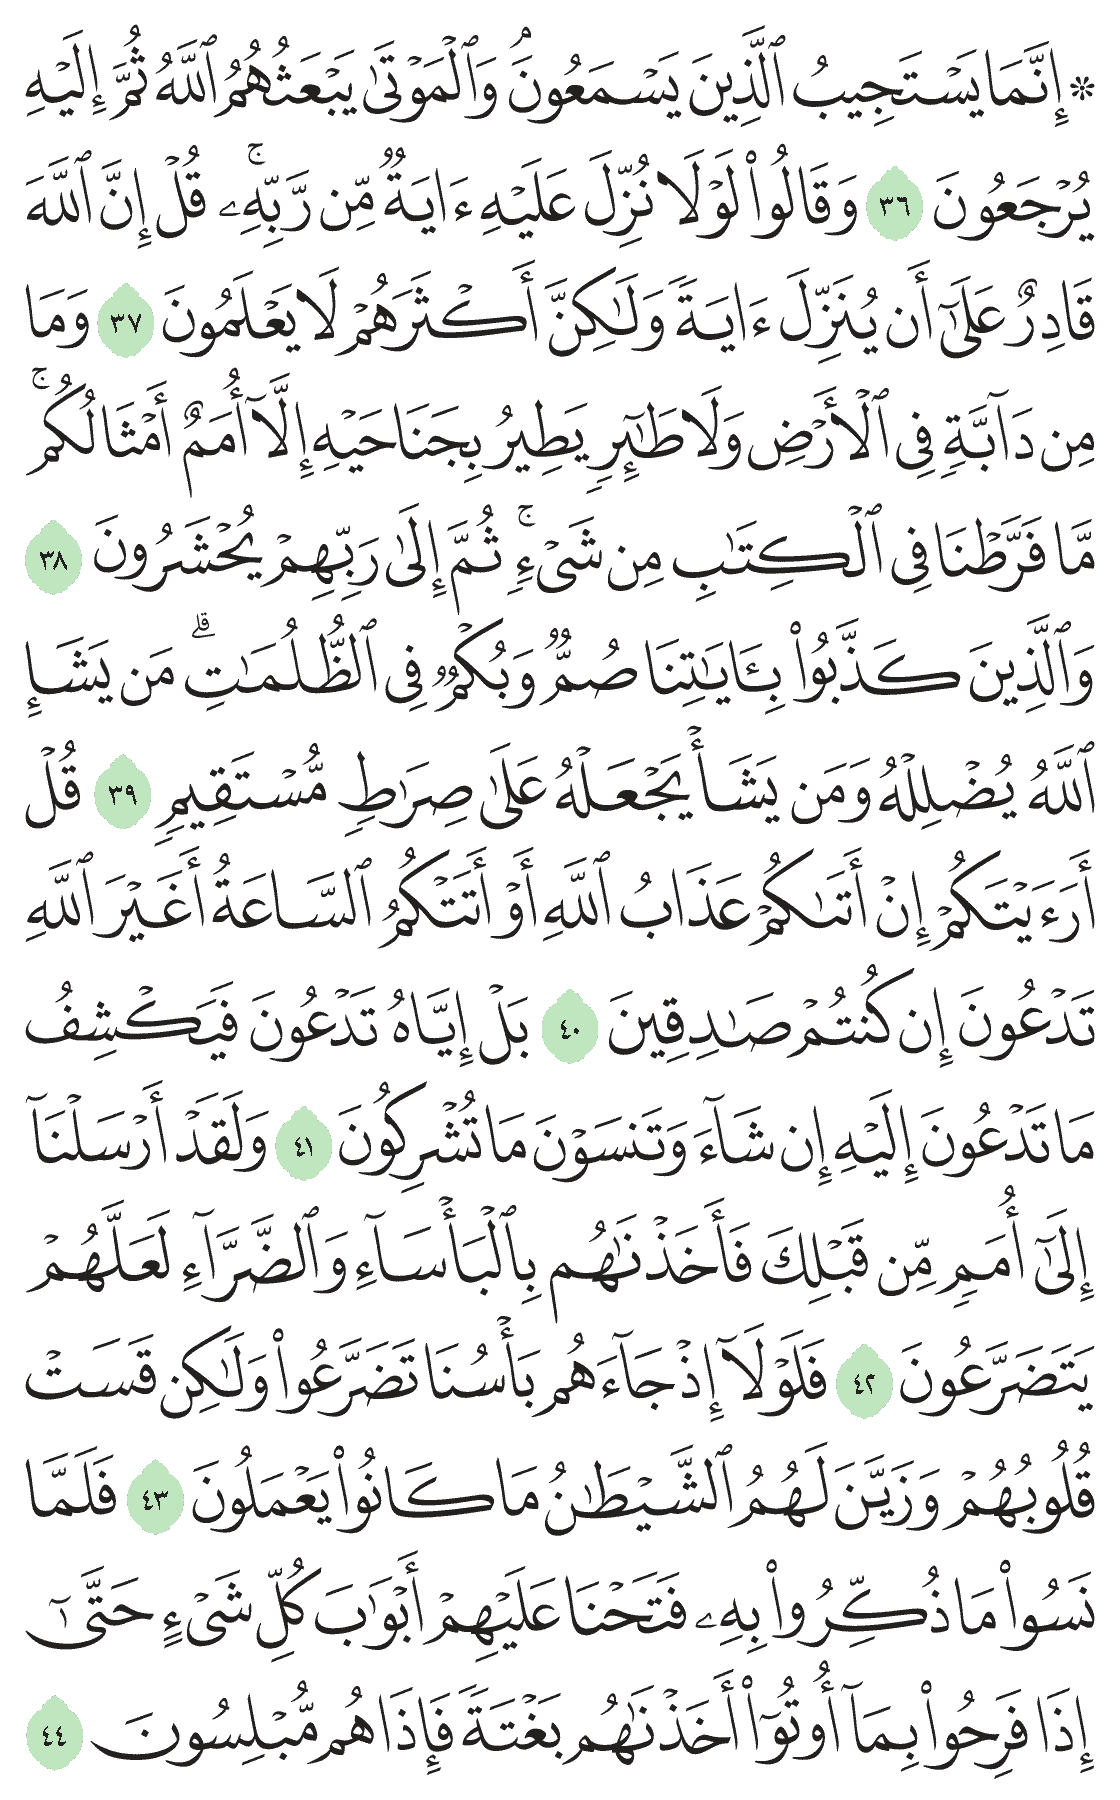 ۞ إِنَّمَا يَسْتَجِيبُ ٱلَّذِينَ يَسْمَعُونَۘ وَٱلْمَوْتَىٰ يَبْعَثُهُمُ ٱللَّهُ ثُمَّ إِلَيْهِ
يُرْجَعُونَ ٣٦ وَقَالُوا۟ لَوْلَا نُزِّلَ عَلَيْهِ ءَايَةٌ مِّن رَّبِّهِۦۚ قُلْ إِنَّ ٱللَّهَ
قَادِرٌ عَلَىٰٓ أَن يُنَزِّلَ ءَايَةً وَلَٰكِنَّ أَكْثَرَهُمْ لَا يَعْلَمُونَ ٣٧ وَمَا
مِن دَآبَّةٍ فِى ٱلْأَرْضِ وَلَا طَٰٓئِرٍ يَطِيرُ بِجَنَاحَيْهِ إِلَّآ أُمَمٌ أَمْثَالُكُمۚ
مَّا فَرَّطْنَا فِى ٱلْكِتَٰبِ مِن شَىْءٍۚ ثُمَّ إِلَىٰ رَبِّهِمْ يُحْشَرُونَ ٣٨
وَٱلَّذِينَ كَذَّبُوا۟ بِـَٔايَٰتِنَا صُمٌّ وَبُكْمٌ فِى ٱلظُّلُمَٰتِۗ مَن يَشَإِ
ٱللَّهُ يُضْلِلْهُ وَمَن يَشَأْ يَجْعَلْهُ عَلَىٰ صِرَٰطٍ مُّسْتَقِيمٍ ٣٩ قُلْ
أَرَءَيْتَكُمْ إِنْ أَتَىٰكُمْ عَذَابُ ٱللَّهِ أَوْ أَتَتْكُمُ ٱلسَّاعَةُ أَغَيْرَ ٱللَّهِ
تَدْعُونَ إِن كُنتُمْ صَٰدِقِينَ ٤٠ بَلْ إِيَّاهُ تَدْعُونَ فَيَكْشِفُ
مَا تَدْعُونَ إِلَيْهِ إِن شَآءَ وَتَنسَوْنَ مَا تُشْرِكُونَ ٤١ وَلَقَدْ أَرْسَلْنَآ
إِلَىٰٓ أُمَمٍ مِّن قَبْلِكَ فَأَخَذْنَٰهُم بِٱلْبَأْسَآءِ وَٱلضَّرَّآءِ لَعَلَّهُمْ
يَتَضَرَّعُونَ ٤٢ فَلَوْلَآ إِذْ جَآءَهُم بَأْسُنَا تَضَرَّعُوا۟ وَلَٰكِن قَسَتْ
قُلُوبُهُمْ وَزَيَّنَ لَهُمُ ٱلشَّيْطَٰنُ مَا كَانُوا۟ يَعْمَلُونَ ٤٣ فَلَمَّا
نَسُوا۟ مَا ذُكِّرُوا۟ بِهِۦ فَتَحْنَا عَلَيْهِمْ أَبْوَٰبَ كُلِّ شَىْءٍ حَتَّىٰٓ
إِذَا فَرِحُوا۟ بِمَآ أُوتُوٓا۟ أَخَذْنَٰهُم بَغْتَةً فَإِذَا هُم مُّبْلِسُونَ ٤٤